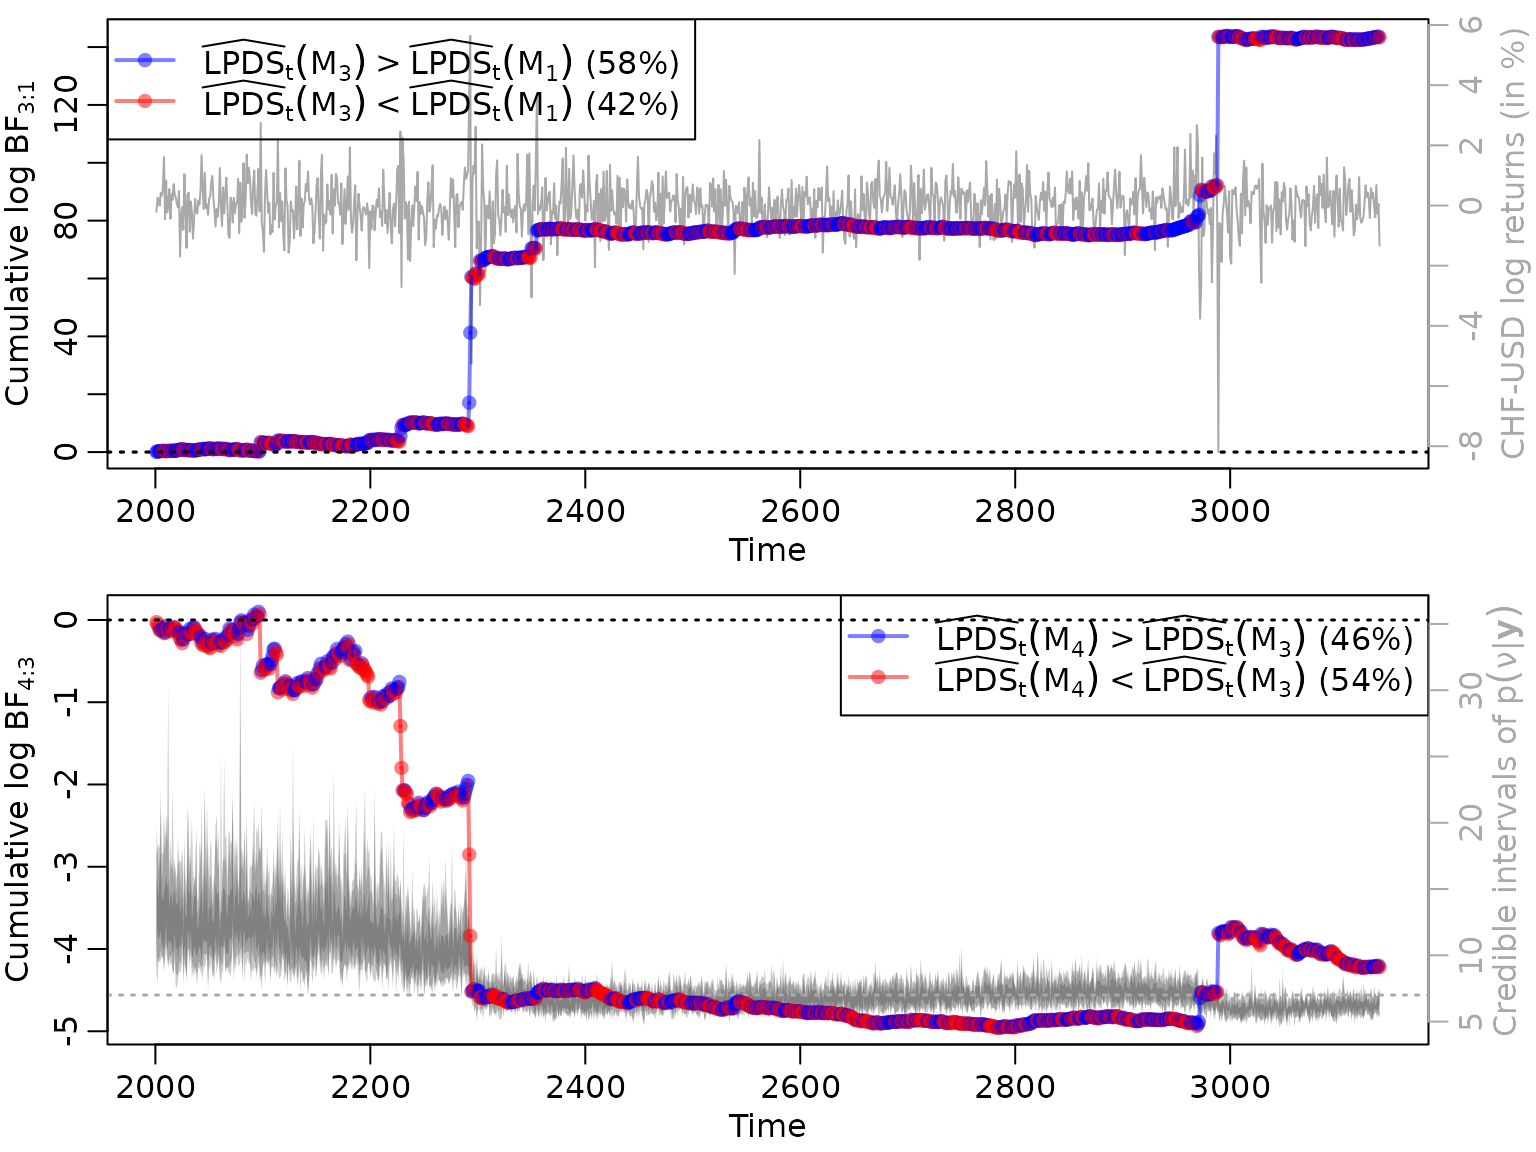 LPDSt(M3) > LPDSt(M1) (58%)
LPDSt(M3) < LPDSt(M1) (42%)
Cumulative log BF3:1
0
40
80
120
6
4
2
0
-4
-8
CHF-USD log returns (in %)
2000 2200 2400 2600 2800 3000
Time
LPDSt(M4) > LPDSt(M3) (46%)
LPDSt(M4) < LPDSt(M3) (54%)
Cumulative log BF4:3
0
-1
-2
-3
-4
-5
30
20
10
5
Credible intervals of p(ν|y)
2000 2200 2400 2600 2800 3000
Time